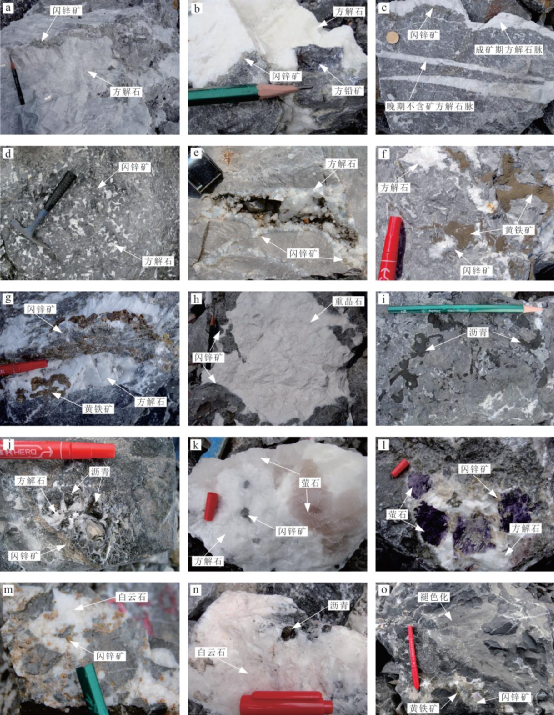 a
闪锌矿
方解石
b
方解石
闪锌矿
方铅矿
c
闪锌矿
成矿期方解石脉
晚期不含矿方解石脉
d
闪锌矿
方解石
e
方解石
闪锌矿
f
方解石
黄铁矿
闪锌矿
g
闪锌矿
黄铁矿
方解石
h
重晶石
闪锌矿
i
沥青
j
HERO
沥青
方解石
闪锌矿
k
萤石
闪锌矿
方解石
l
闪锌矿
萤石
方解石
m
白云石
闪锌矿
n
沥青
白云石
o
褪色化
黄铁矿
闪锌矿